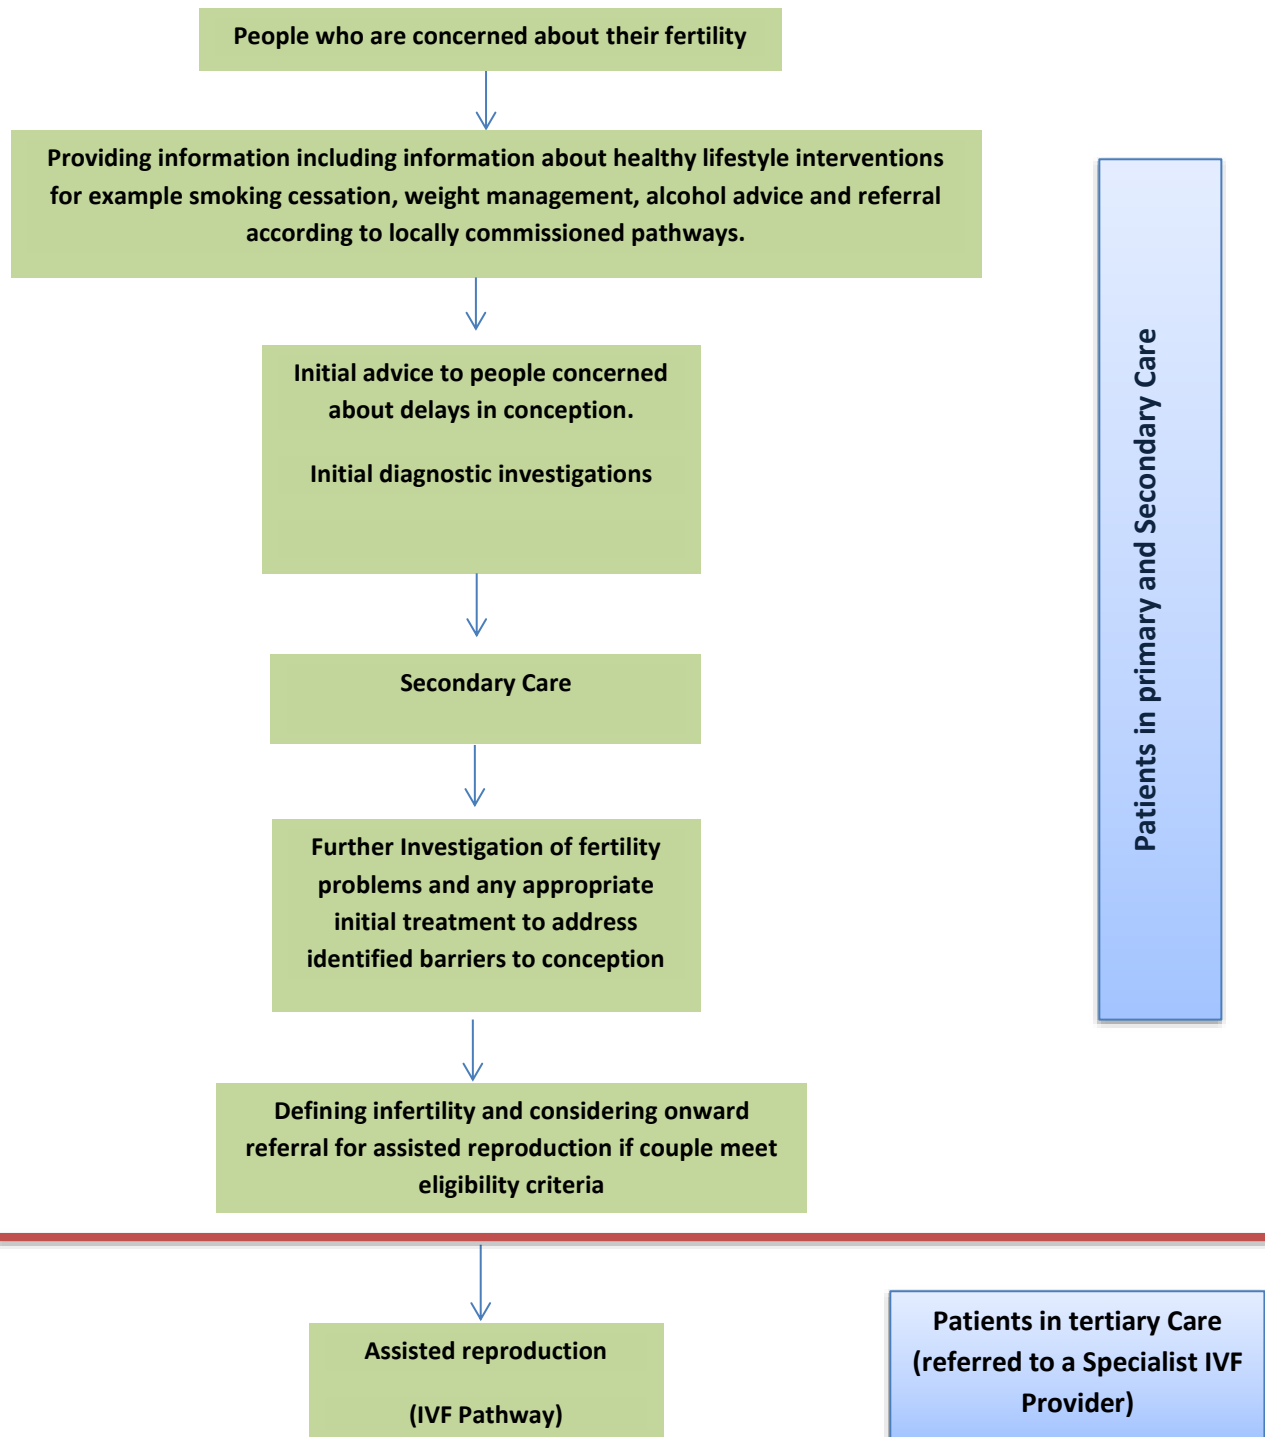 People who are concerned about their fertility
Providing information including information about healthy lifestyle interventions
for example smoking cessation, weight management, alcohol advice and referral
according to locally commissioned pathways.
Initial advice to people concerned
about delays in conception.
Initial diagnostic investigations
Secondary Care
Further Investigation of fertility
problems and any appropriate
initial treatment to address
identified barriers to conception
Defining infertility and considering onward
referral for assisted reproduction if couple meet
eligibility criteria
Patients in primary and Secondary Care
Assisted reproduction
(IVF Pathway)
Patients in tertiary Care
(referred to a Specialist IVF
Provider)